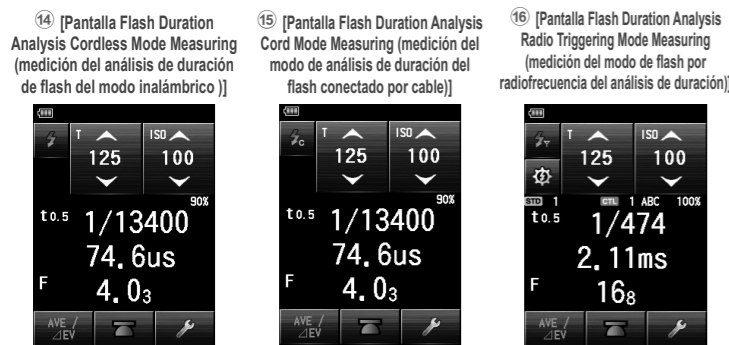 ⑭ [Pantalla Flash Duration
Analysis Cordless Mode Measuring
(medición del análisis de duración
de flash del modo inalámbrico )]
T
125
ISO
100
90%
t0.5 1/13400
74.6us
F 4.03
AVE /
⊿EV
⑮ [Pantalla Flash Duration Analysis
Cord Mode Measuring (medición del
modo de análisis de duración del
flash conectado por cable)]
C
T
125
ISO
100
90%
t0.5 1/13400
74.6us
F 4.03
AVE /
⊿EV
⑯ [Pantalla Flash Duration Analysis
Radio Triggering Mode Measuring
(medición del modo de flash por
radiofrecuencia del análisis de duración)]
T
125
ISO
100
STD 1 CTL 1 ABC 100%
t0.5 1/474
2.11ms
F 168
AVE /
⊿EV